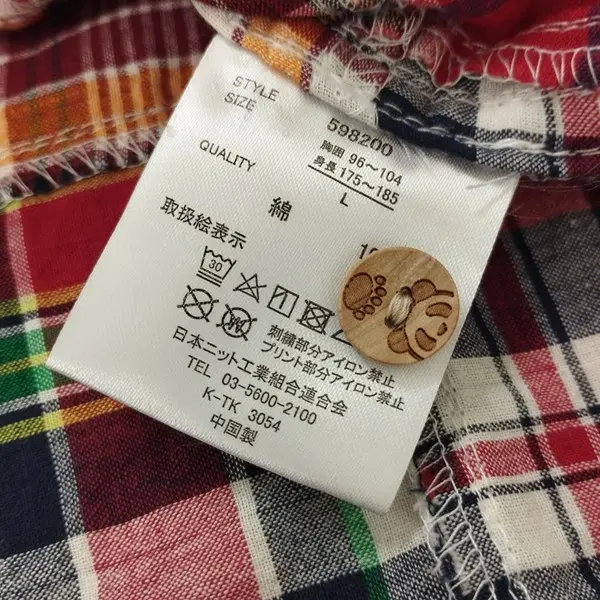 STYLE 598200
SIZE 胸囲 96～104
身長 175～185
L
QUALITY
綿
取扱絵表示
30
刺繍部分アイロン禁止
プリント部分アイロン禁止
日本ニット工業組合連合会
TEL 03-5600-2100
K-TK 3054
中国製